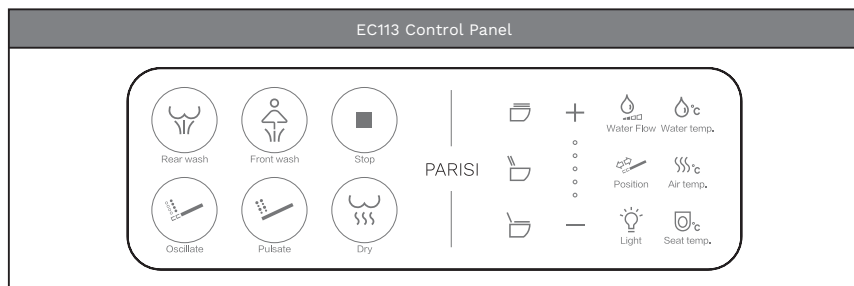 EC113 Control Panel
Rear wash Front wash Stop
Oscillate Pulsate Dry
PARISI
+
Water Flow Water temp.
Position Air temp.
Light Seat temp.
−
°C
°C
°C